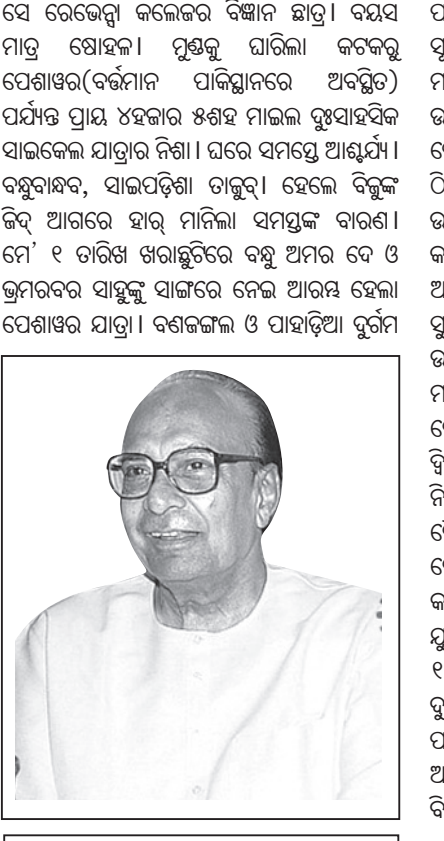 ସେ ରେଭେନ୍ସା କଲେଜର ବିଜ୍ଞାନ ଛାତ୍ର। ବୟସ
ମାତ୍ର ଷୋହଳ। ମୁଣ୍ଡକୁ ଘାରିଲା କଟକରୁ
ପେଶାୱର(ବର୍ତ୍ତମାନ ପାକିସ୍ଥାନରେ ଅବସ୍ଥିତ)
ପର୍ଯ୍ୟନ୍ତ ପ୍ରାୟ ୪ହଜାର ୫ଶହ ମାଇଲ ଦୁଃସାହସିକ
ସାଇକେଲ ଯାତ୍ରାର ନିଶା। ଘରେ ସମସ୍ତେ ଆଶ୍ଚର୍ଯ୍ୟ।
ବନ୍ଧୁବାନ୍ଧବ, ସାଇପଡ଼ିଶା ତାଜୁବ୍। ହେଲେ ବିଜୁଙ୍କ
ଜିଦ୍ ଆଗରେ ହାର୍ ମାନିଲା ସମସ୍ତଙ୍କ ବାରଣ।
ମେ' ୧ ତାରିଖ ଖରାଛୁଟିରେ ବନ୍ଧୁ ଅମର ଦେ ଓ
ଭ୍ରମରବର ସାହୁଙ୍କୁ ସାଙ୍ଗରେ ନେଇ ଆରମ୍ଭ ହେଲା
ପେଶାୱର ଯାତ୍ରା। ବଣଜଙ୍ଗଲ ଓ ପାହାଡ଼ିଆ ଦୁର୍ଗମ